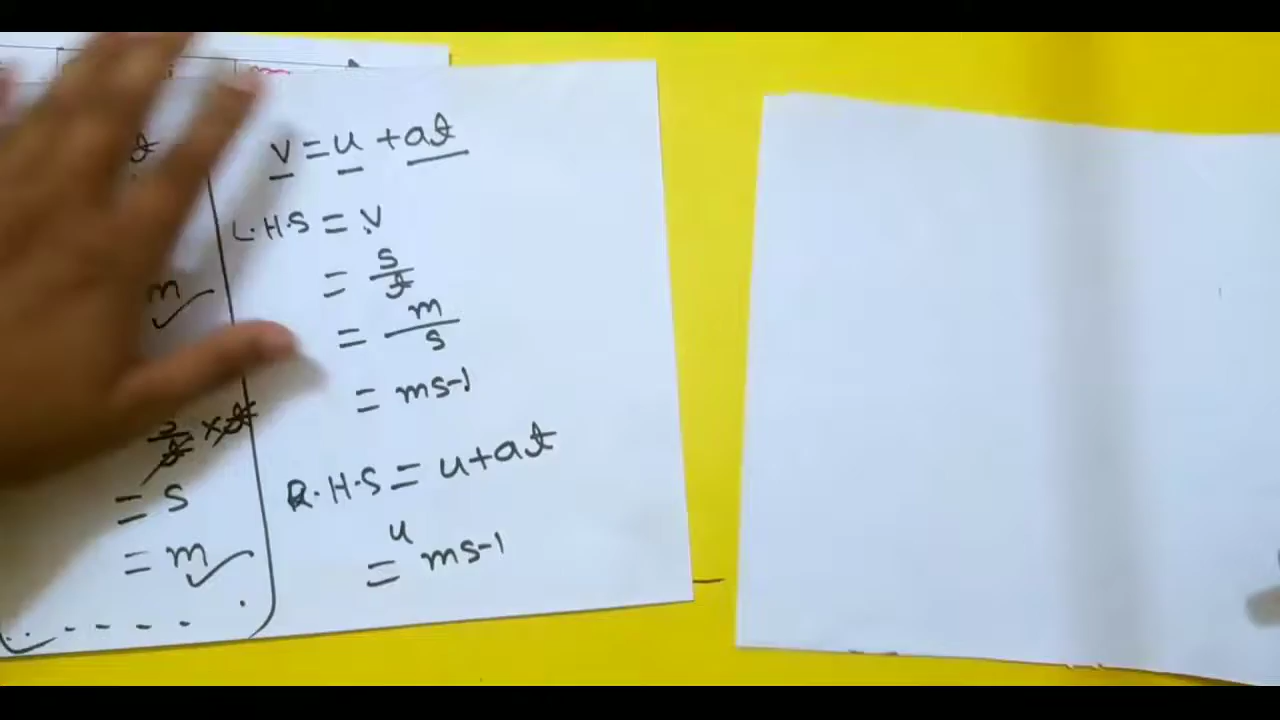 t
m
× t
= s
= m
v = u + at
L.H.S = v
= s/t
= m/s
= ms-1
R.H.S = u+at
u
= ms-1